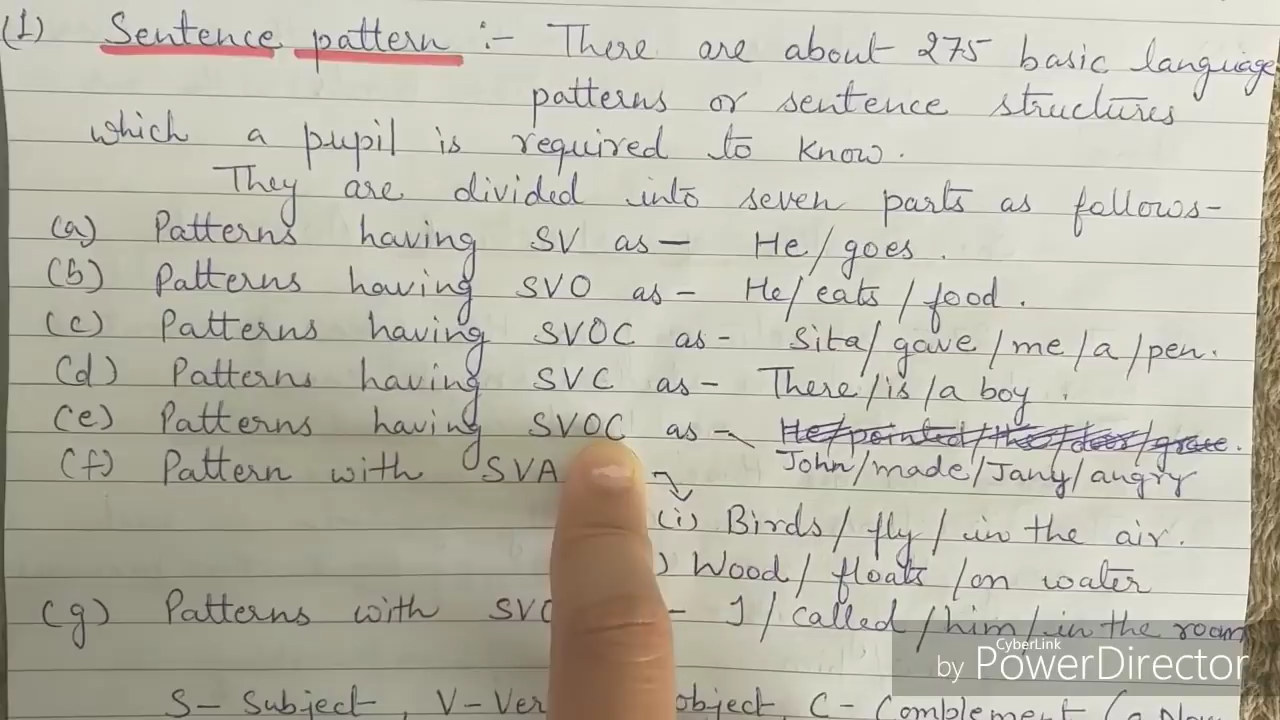 (1) Sentence pattern :- There are about 275 basic language
patterns or sentence structures
which a pupil is required to know.
They are divided into seven parts as follows-
(a) Patterns having SV as- He/goes.
(b) Patterns having SVO as- He/eats/food.
(c) Patterns having SVOC as- Sita/gave/me/a/pen.
(d) Patterns having SVC as- There/is/a boy.
(e) Patterns having SVOC as-
John/made/Jany/angry
(f) Pattern with SVA
(i) Birds/fly/in the air.
) Wood/floats/on water
(g) Patterns with - I/called/him/in the room
S- Subject, V- object, C- Complement
CyberLink
by PowerDirector